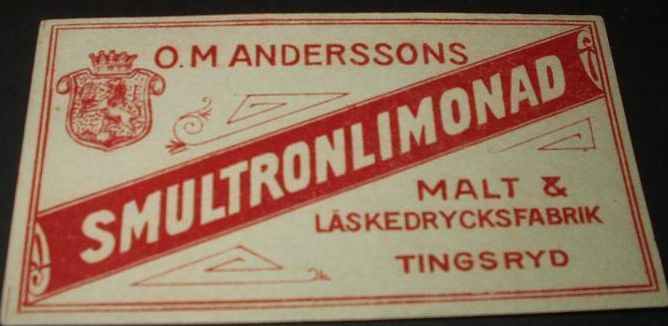 O.M ANDERSSONS
SMULTRONLIMONAD
MALT &
LÄSKEDRYCKSFABRIK
TINGSRYD